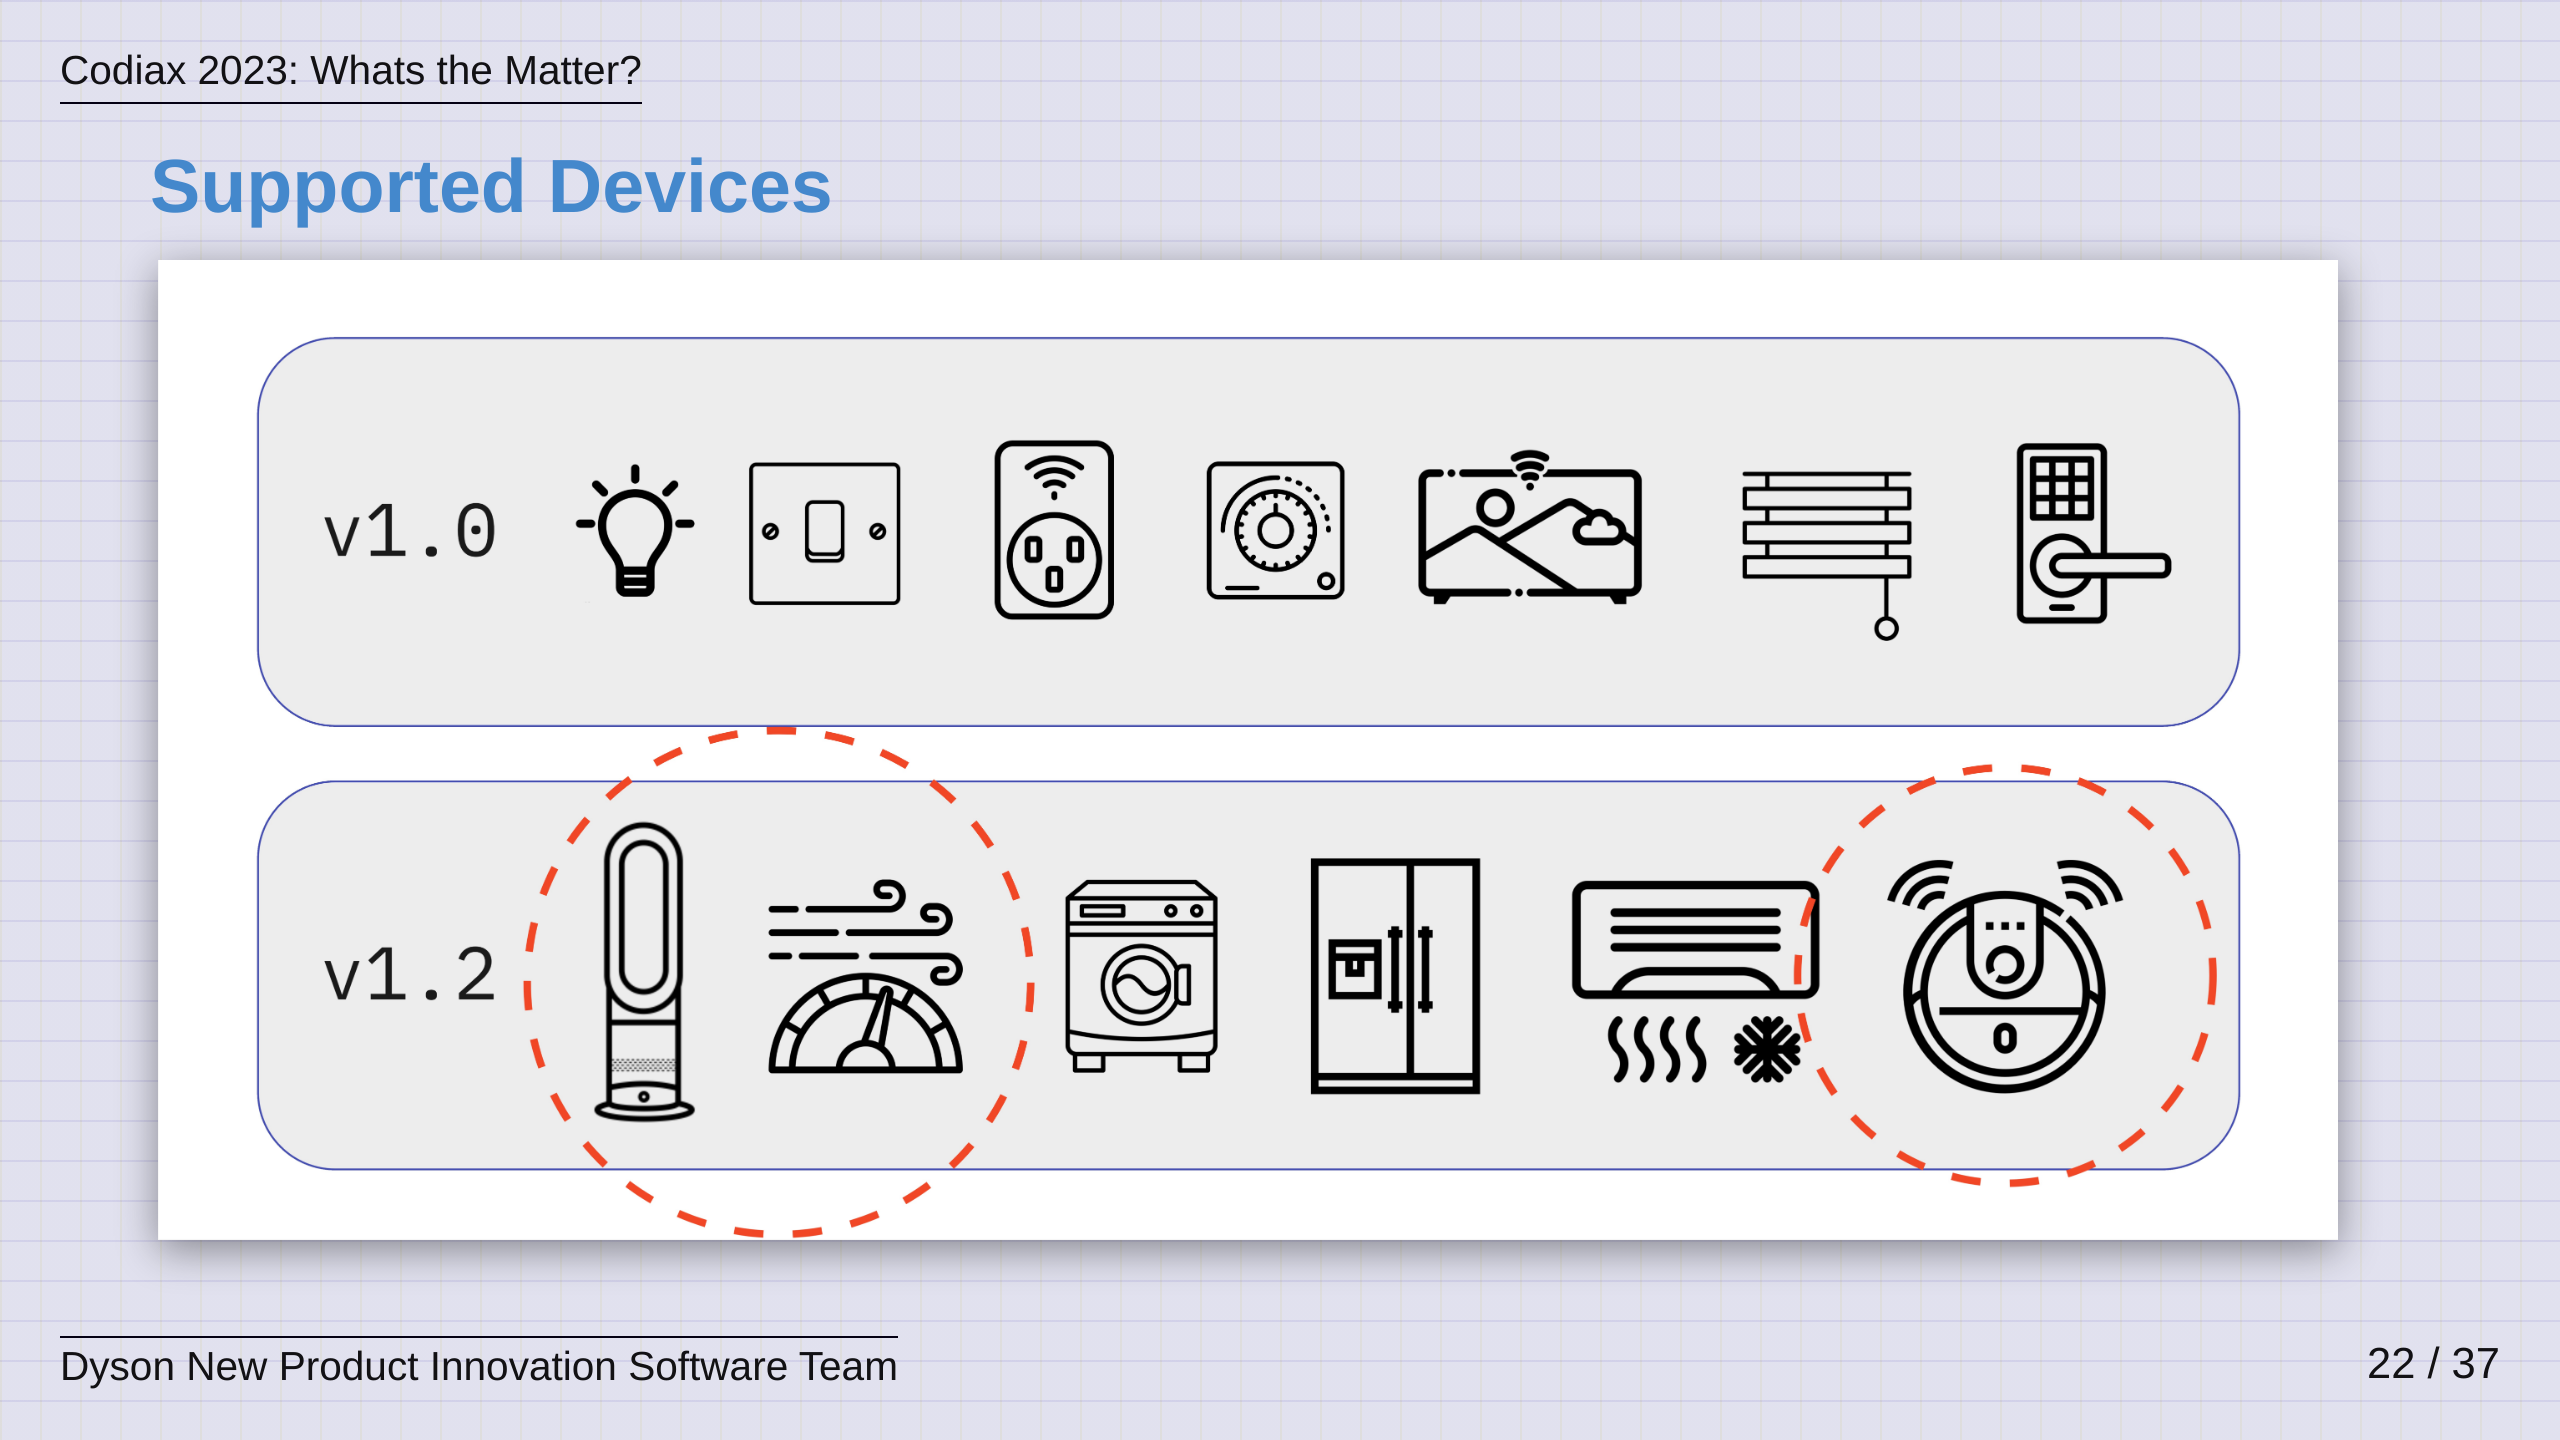 Codiax 2023: Whats the Matter?
Supported Devices
v1.0
v1.2
Dyson New Product Innovation Software Team
22 / 37